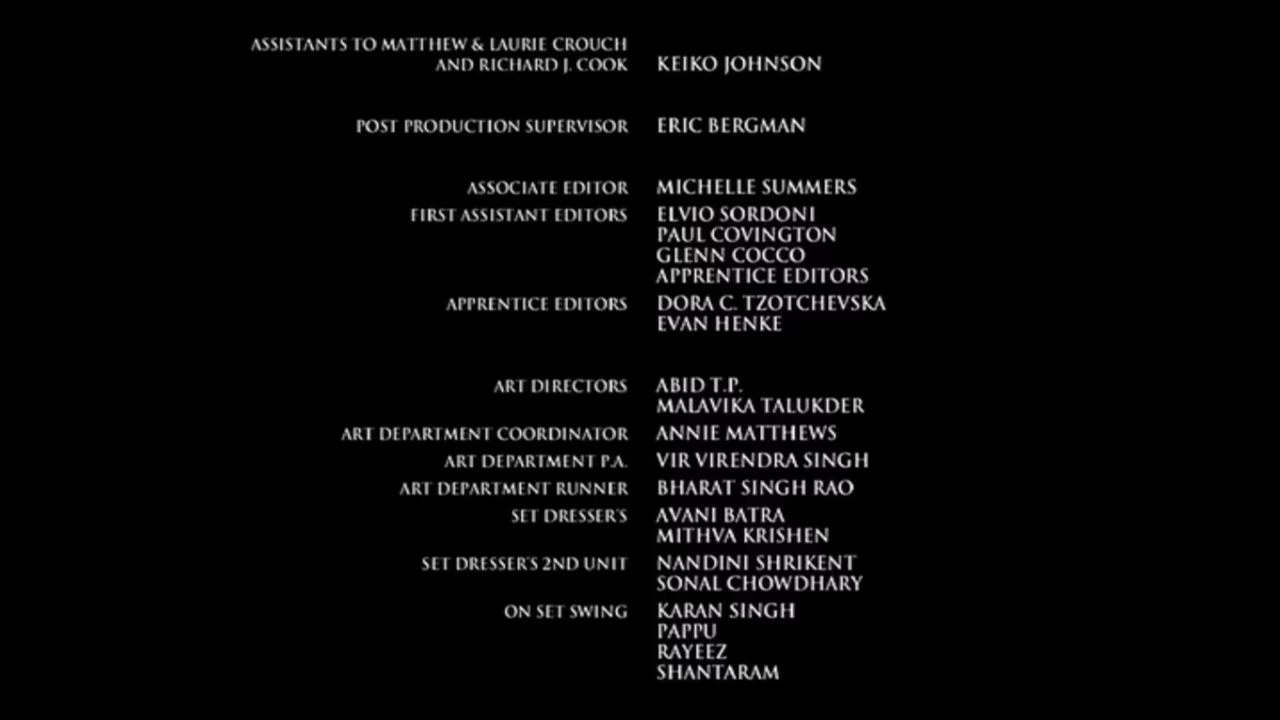 ASSISTANTS TO MATTHEW & LAURIE CROUCH
AND RICHARD J. COOK KEIKO JOHNSON
POST PRODUCTION SUPERVISOR ERIC BERGMAN
ASSOCIATE EDITOR MICHELLE SUMMERS
FIRST ASSISTANT EDITORS ELVIO SORDONI
PAUL COVINGTON
GLENN COCCO
APPRENTICE EDITORS
APPRENTICE EDITORS DORA C. TZOTCHEVSKA
EVAN HENKE
ART DIRECTORS ABID T.P.
MALAVIKA TALUKDER
ART DEPARTMENT COORDINATOR ANNIE MATTHEWS
ART DEPARTMENT P.A. VIR VIRENDRA SINGH
ART DEPARTMENT RUNNER BHARAT SINGH RAO
SET DRESSER'S AVANI BATRA
MITHVA KRISHEN
SET DRESSER'S 2ND UNIT NANDINI SHRIKENT
SONAL CHOWDHARY
ON SET SWING KARAN SINGH
PAPPU
RAYEEZ
SHANTARAM